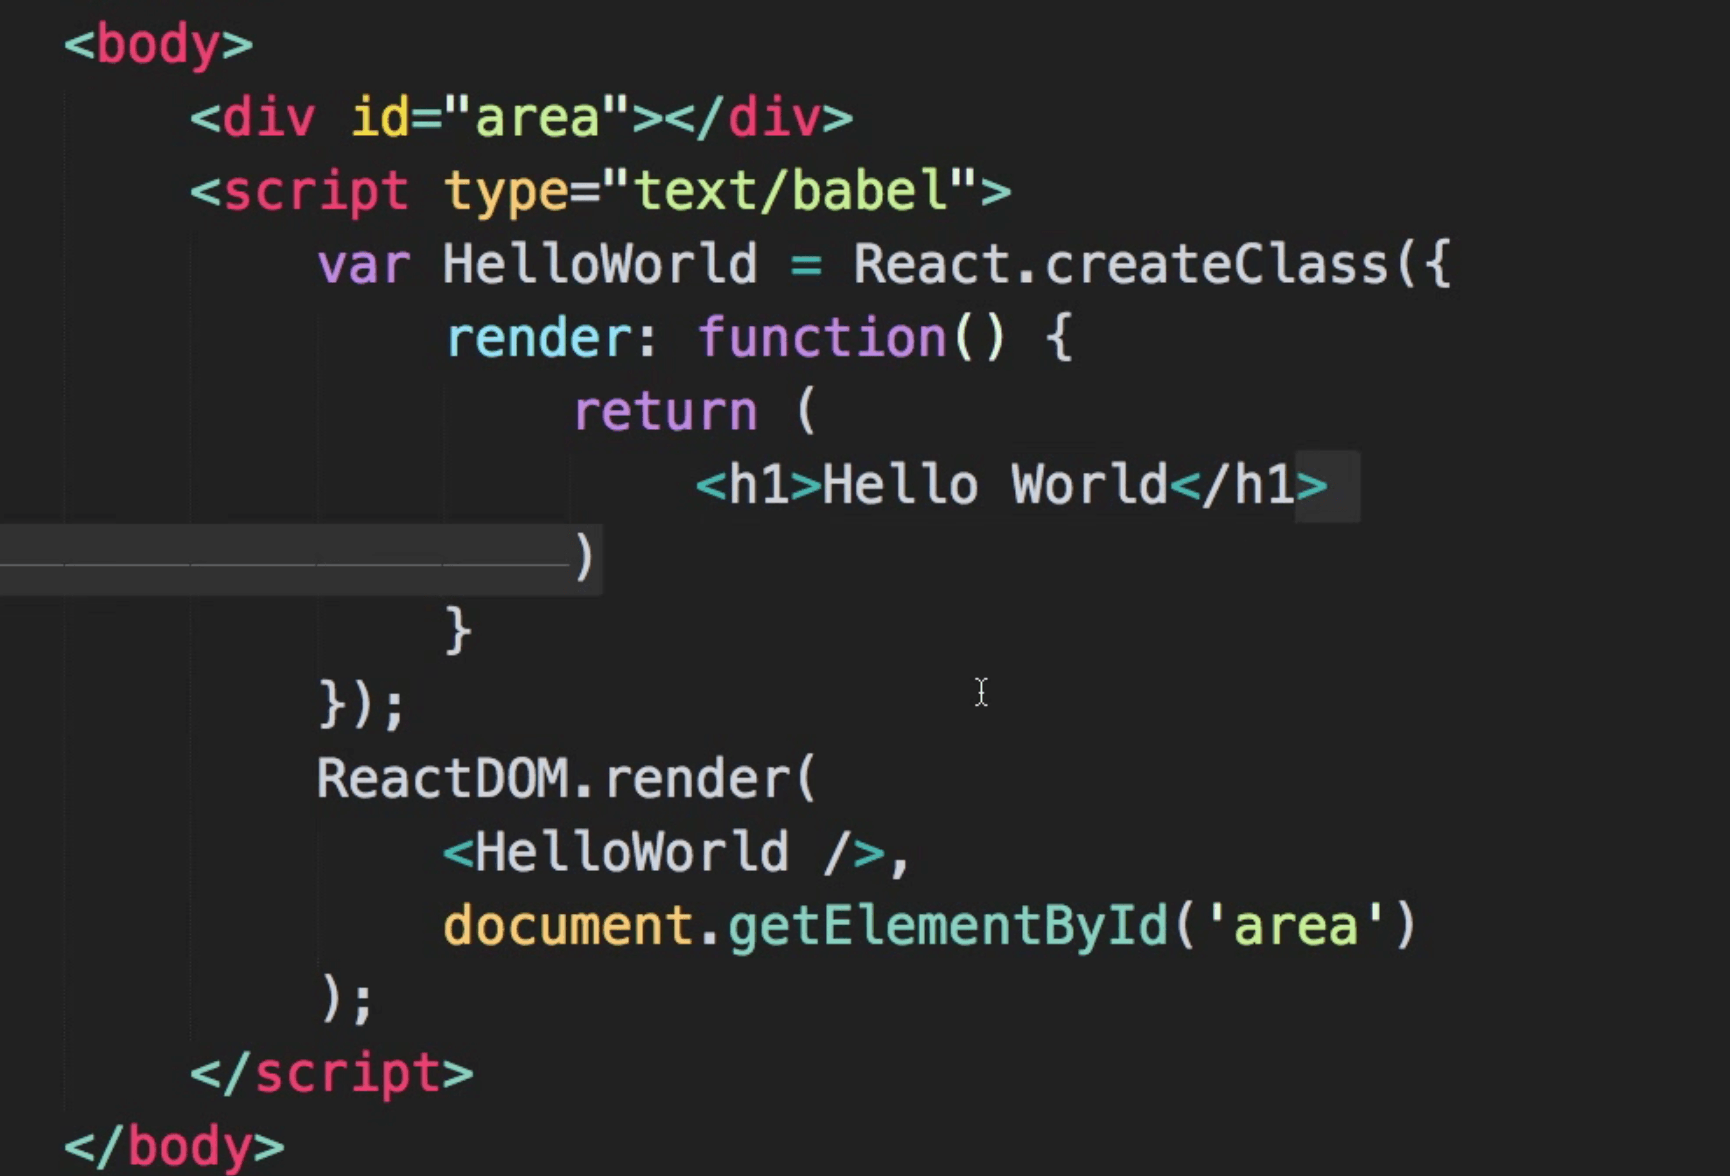 <body>
<div id="area"></div>
<script type="text/babel">
var HelloWorld = React.createClass({
render: function() {
return (
<h1>Hello World</h1>
)
}
});
ReactDOM.render(
<HelloWorld />,
document.getElementById('area')
);
</script>
</body>